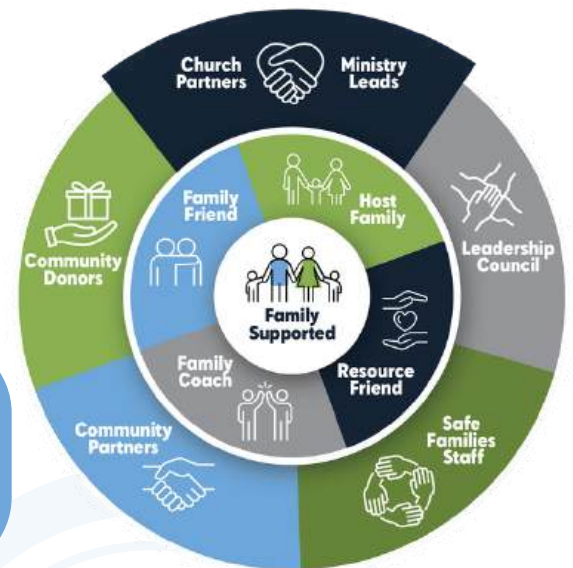 Church
Partners
Ministry
Leads
Community
Donors
Leadership
Council
Community
Partners
Safe
Families
Staff
Family
Friend
Host
Family
Family
Coach
Resource
Friend
Family
Supported